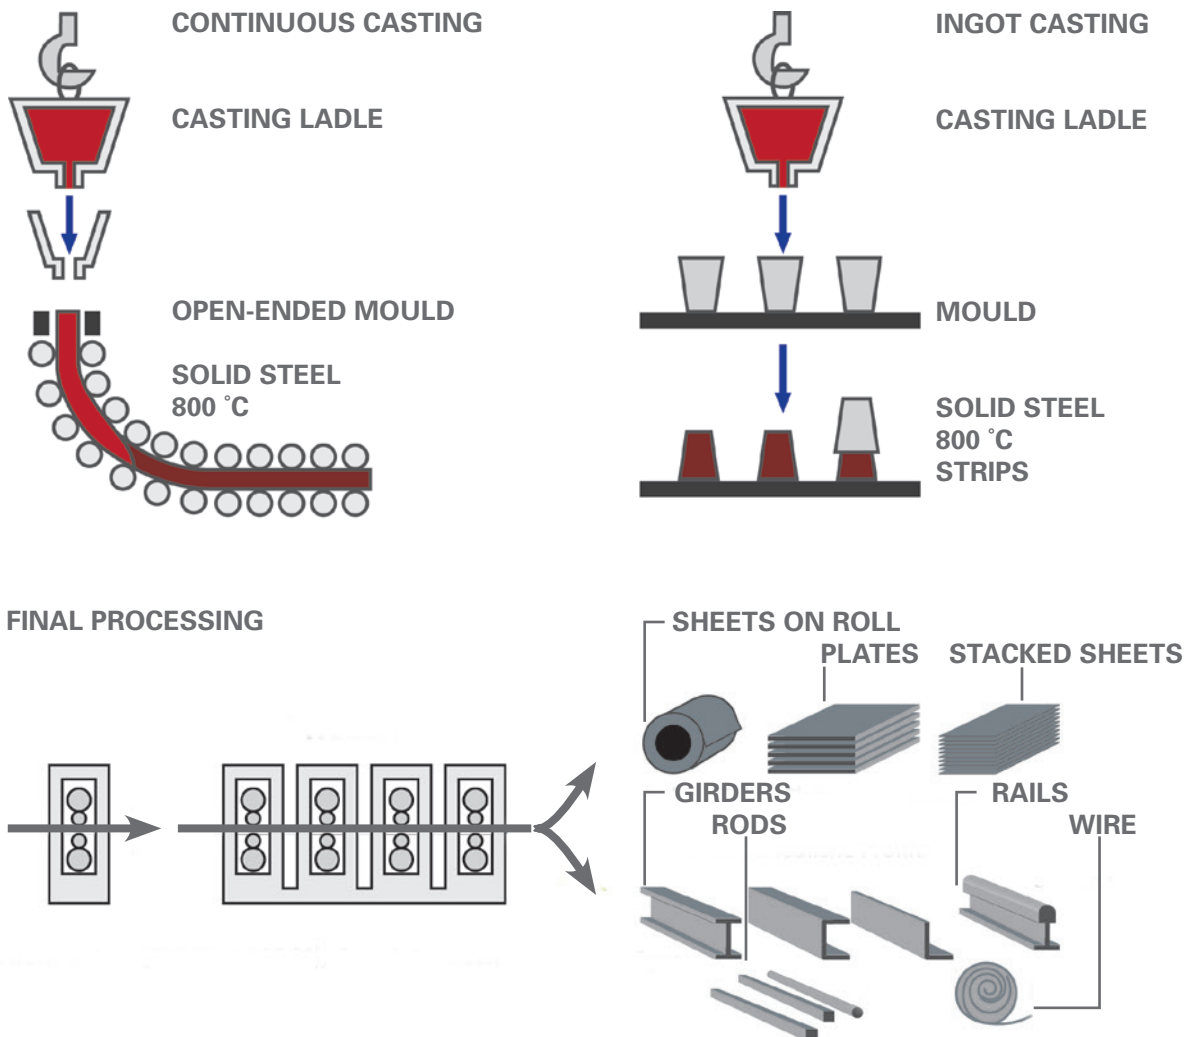 CONTINUOUS CASTING
CASTING LADLE
OPEN-ENDED MOULD
SOLID STEEL
800 ˚C
INGOT CASTING
CASTING LADLE
MOULD
SOLID STEEL
800 ˚C
STRIPS
FINAL PROCESSING
SHEETS ON ROLL
PLATES
STACKED SHEETS
GIRDERS
RODS
RAILS
WIRE